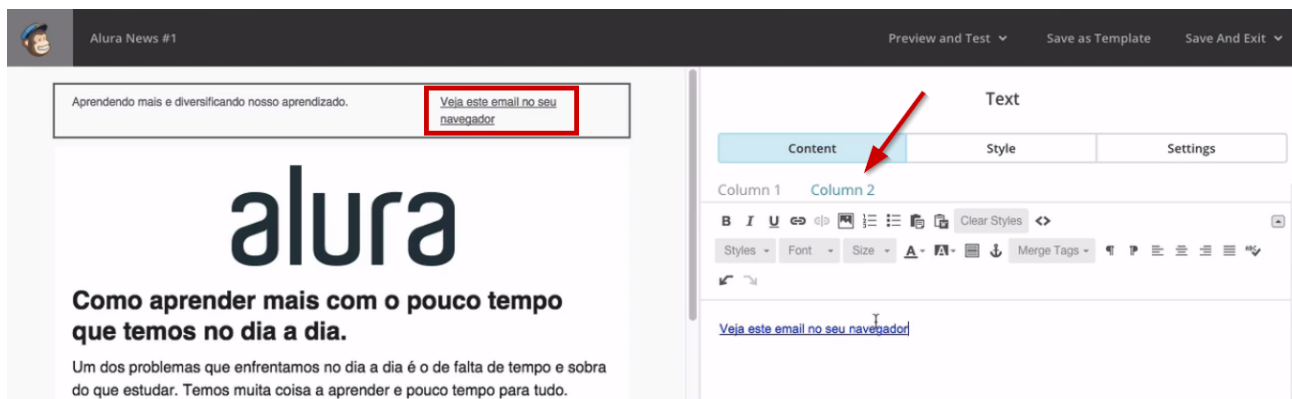 Alura News #1
Preview and Test
Save as Template
Save And Exit
Aprendendo mais e diversificando nosso aprendizado.
Veja este email no seu
navegador
alura
Como aprender mais com o pouco tempo
que temos no dia a dia.
Um dos problemas que enfrentamos no dia a dia é o de falta de tempo e sobra
do que estudar. Temos muita coisa a aprender e pouco tempo para tudo.
Text
Content
Style
Settings
Column 1
Column 2
B I U
Clear Styles
Styles
Font
Size
A
A
Merge Tags
Veja este email no seu navegador